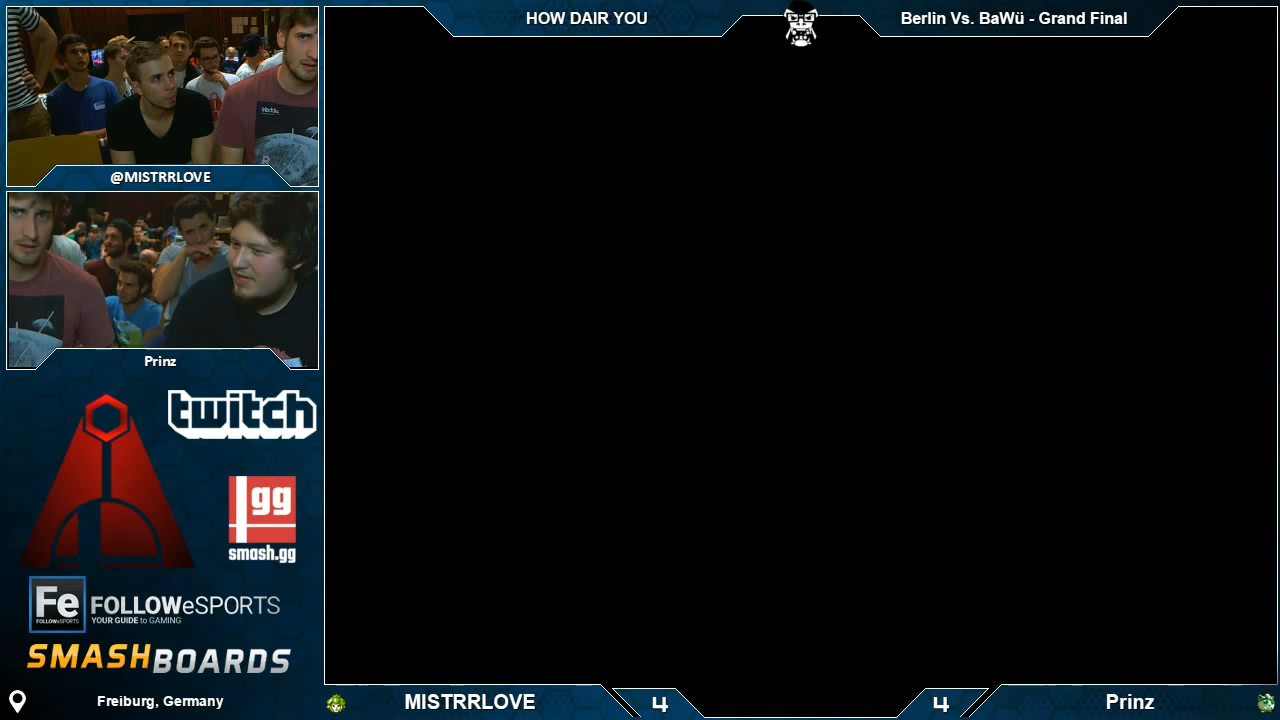 HOW DAIR YOU
Berlin Vs. BaWü - Grand Final
@MISTRRLOVE
Prinz
twitch
gg
smash.gg
Fe
FOLLOWeSPORTS
FOLLOWeSPORTS
YOUR GUIDE to GAMING
SMASHBOARDS
Freiburg, Germany
MISTRRLOVE
4
4
Prinz